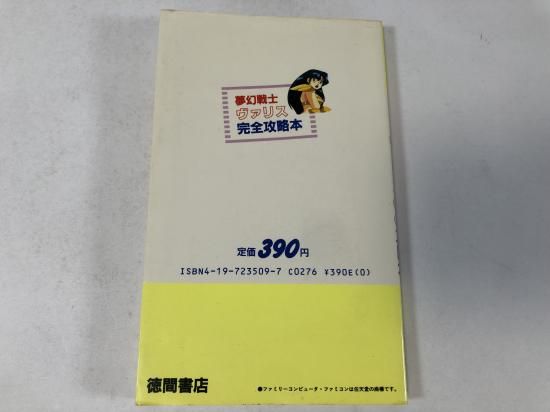 夢幻戦士
ヴァリス
完全攻略本
定価390円
ISBN4-19-723509-7 C0276 ¥390E(0)
徳間書店
●ファミリーコンピュータ・ファミコンは任天堂の商標です。